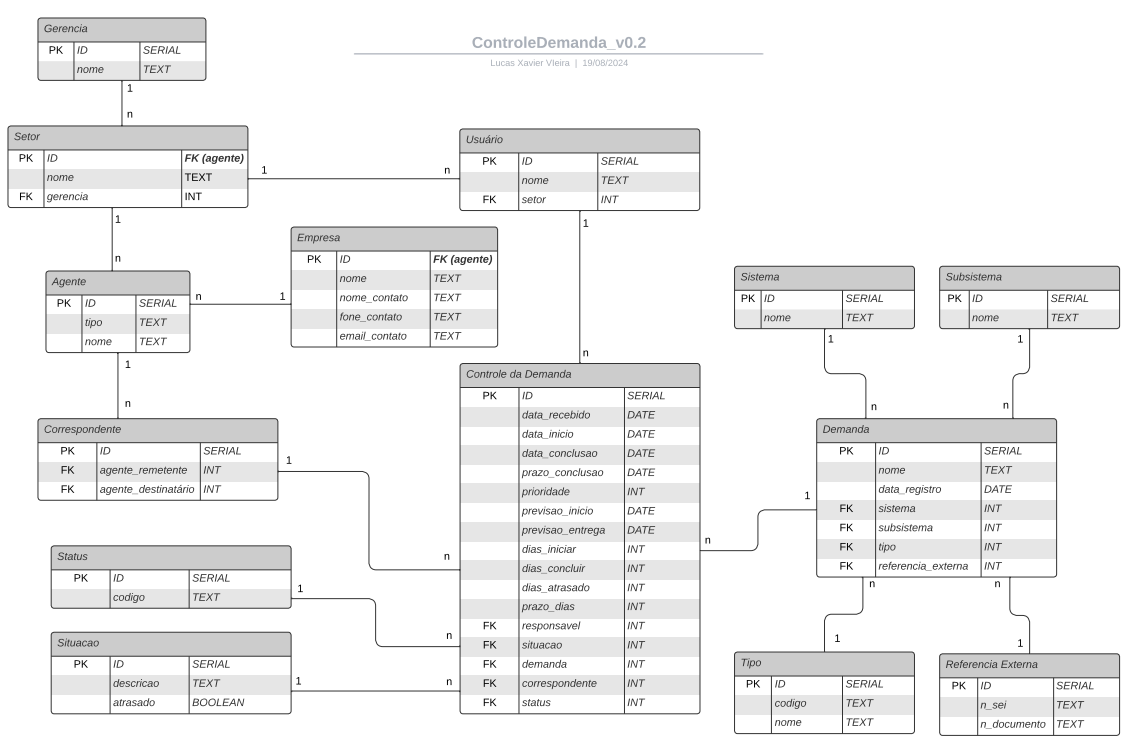 ControleDemanda_v0.2
Lucas Xavier VIeira | 19/08/2024
Gerencia
PK ID SERIAL
nome TEXT
1
n
Setor
PK ID FK (agente)
nome TEXT
FK gerencia INT
1 n
Usuário
PK ID SERIAL
nome TEXT
FK setor INT
1
n
1
n
Empresa
PK ID FK (agente)
nome TEXT
nome_contato TEXT
fone_contato TEXT
email_contato TEXT
Agente
PK ID SERIAL
tipo TEXT
nome TEXT
n 1
1
n
Sistema
PK ID SERIAL
nome TEXT
1
n
Subsistema
PK ID SERIAL
nome TEXT
1
n
Correspondente
PK ID SERIAL
FK agente_remetente INT
FK agente_destinatário INT
1
n
Controle da Demanda
PK ID SERIAL
data_recebido DATE
data_inicio DATE
data_conclusao DATE
prazo_conclusao DATE
prioridade INT
previsao_inicio DATE
previsao_entrega DATE
dias_iniciar INT
dias_concluir INT
dias_atrasado INT
prazo_dias INT
FK responsavel INT
FK situacao INT
FK demanda INT
FK correspondente INT
FK status INT
n 1
Demanda
PK ID SERIAL
nome TEXT
data_registro DATE
FK sistema INT
FK subsistema INT
FK tipo INT
FK referencia_externa INT
n
1
n
1
Status
PK ID SERIAL
codigo TEXT
1
n
Situacao
PK ID SERIAL
descricao TEXT
atrasado BOOLEAN
1 n
Tipo
PK ID SERIAL
codigo TEXT
nome TEXT
Referencia Externa
PK ID SERIAL
n_sei TEXT
n_documento TEXT